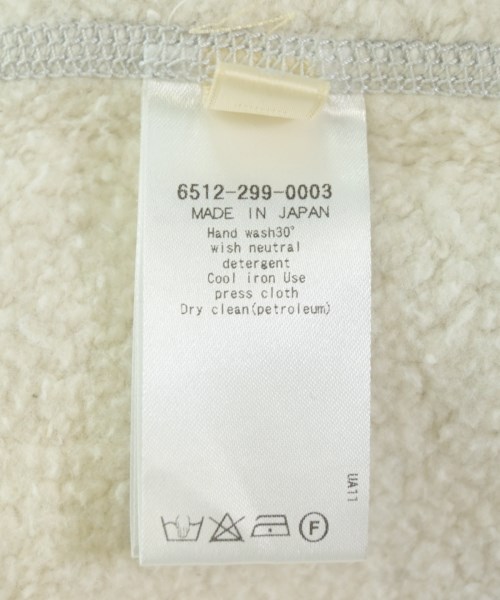 6512-299-0003
MADE IN JAPAN
Hand wash30°
wish neutral
detergent
Cool iron Use
press cloth
Dry clean(petroleum)
UA11
F